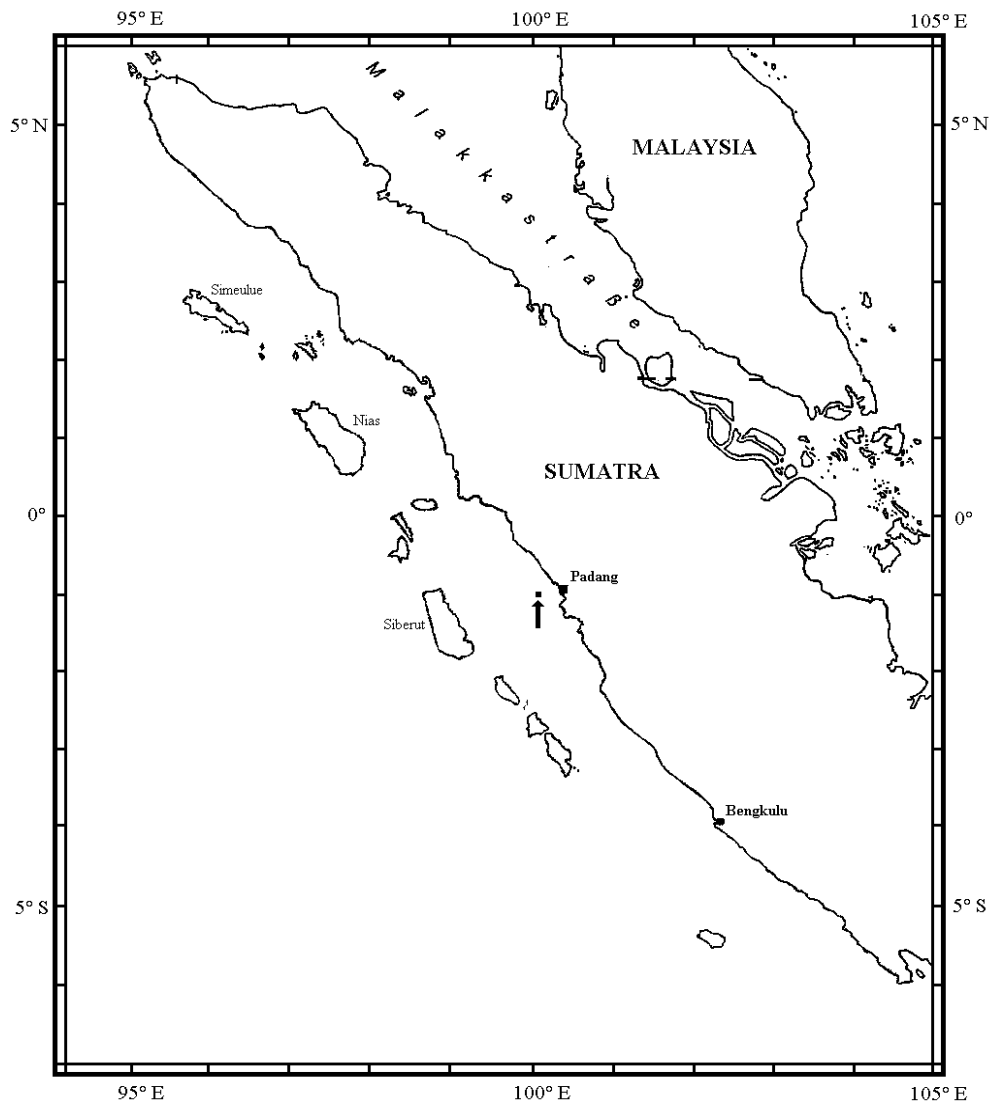 95° E 100° E 105° E
5° N 5° N
Malakkastraße
MALAYSIA
Simeulue
Nias
SUMATRA
0° 0°
Padang
Siberut
Bengkulu
5° S 5° S
95° E 100° E 105° E